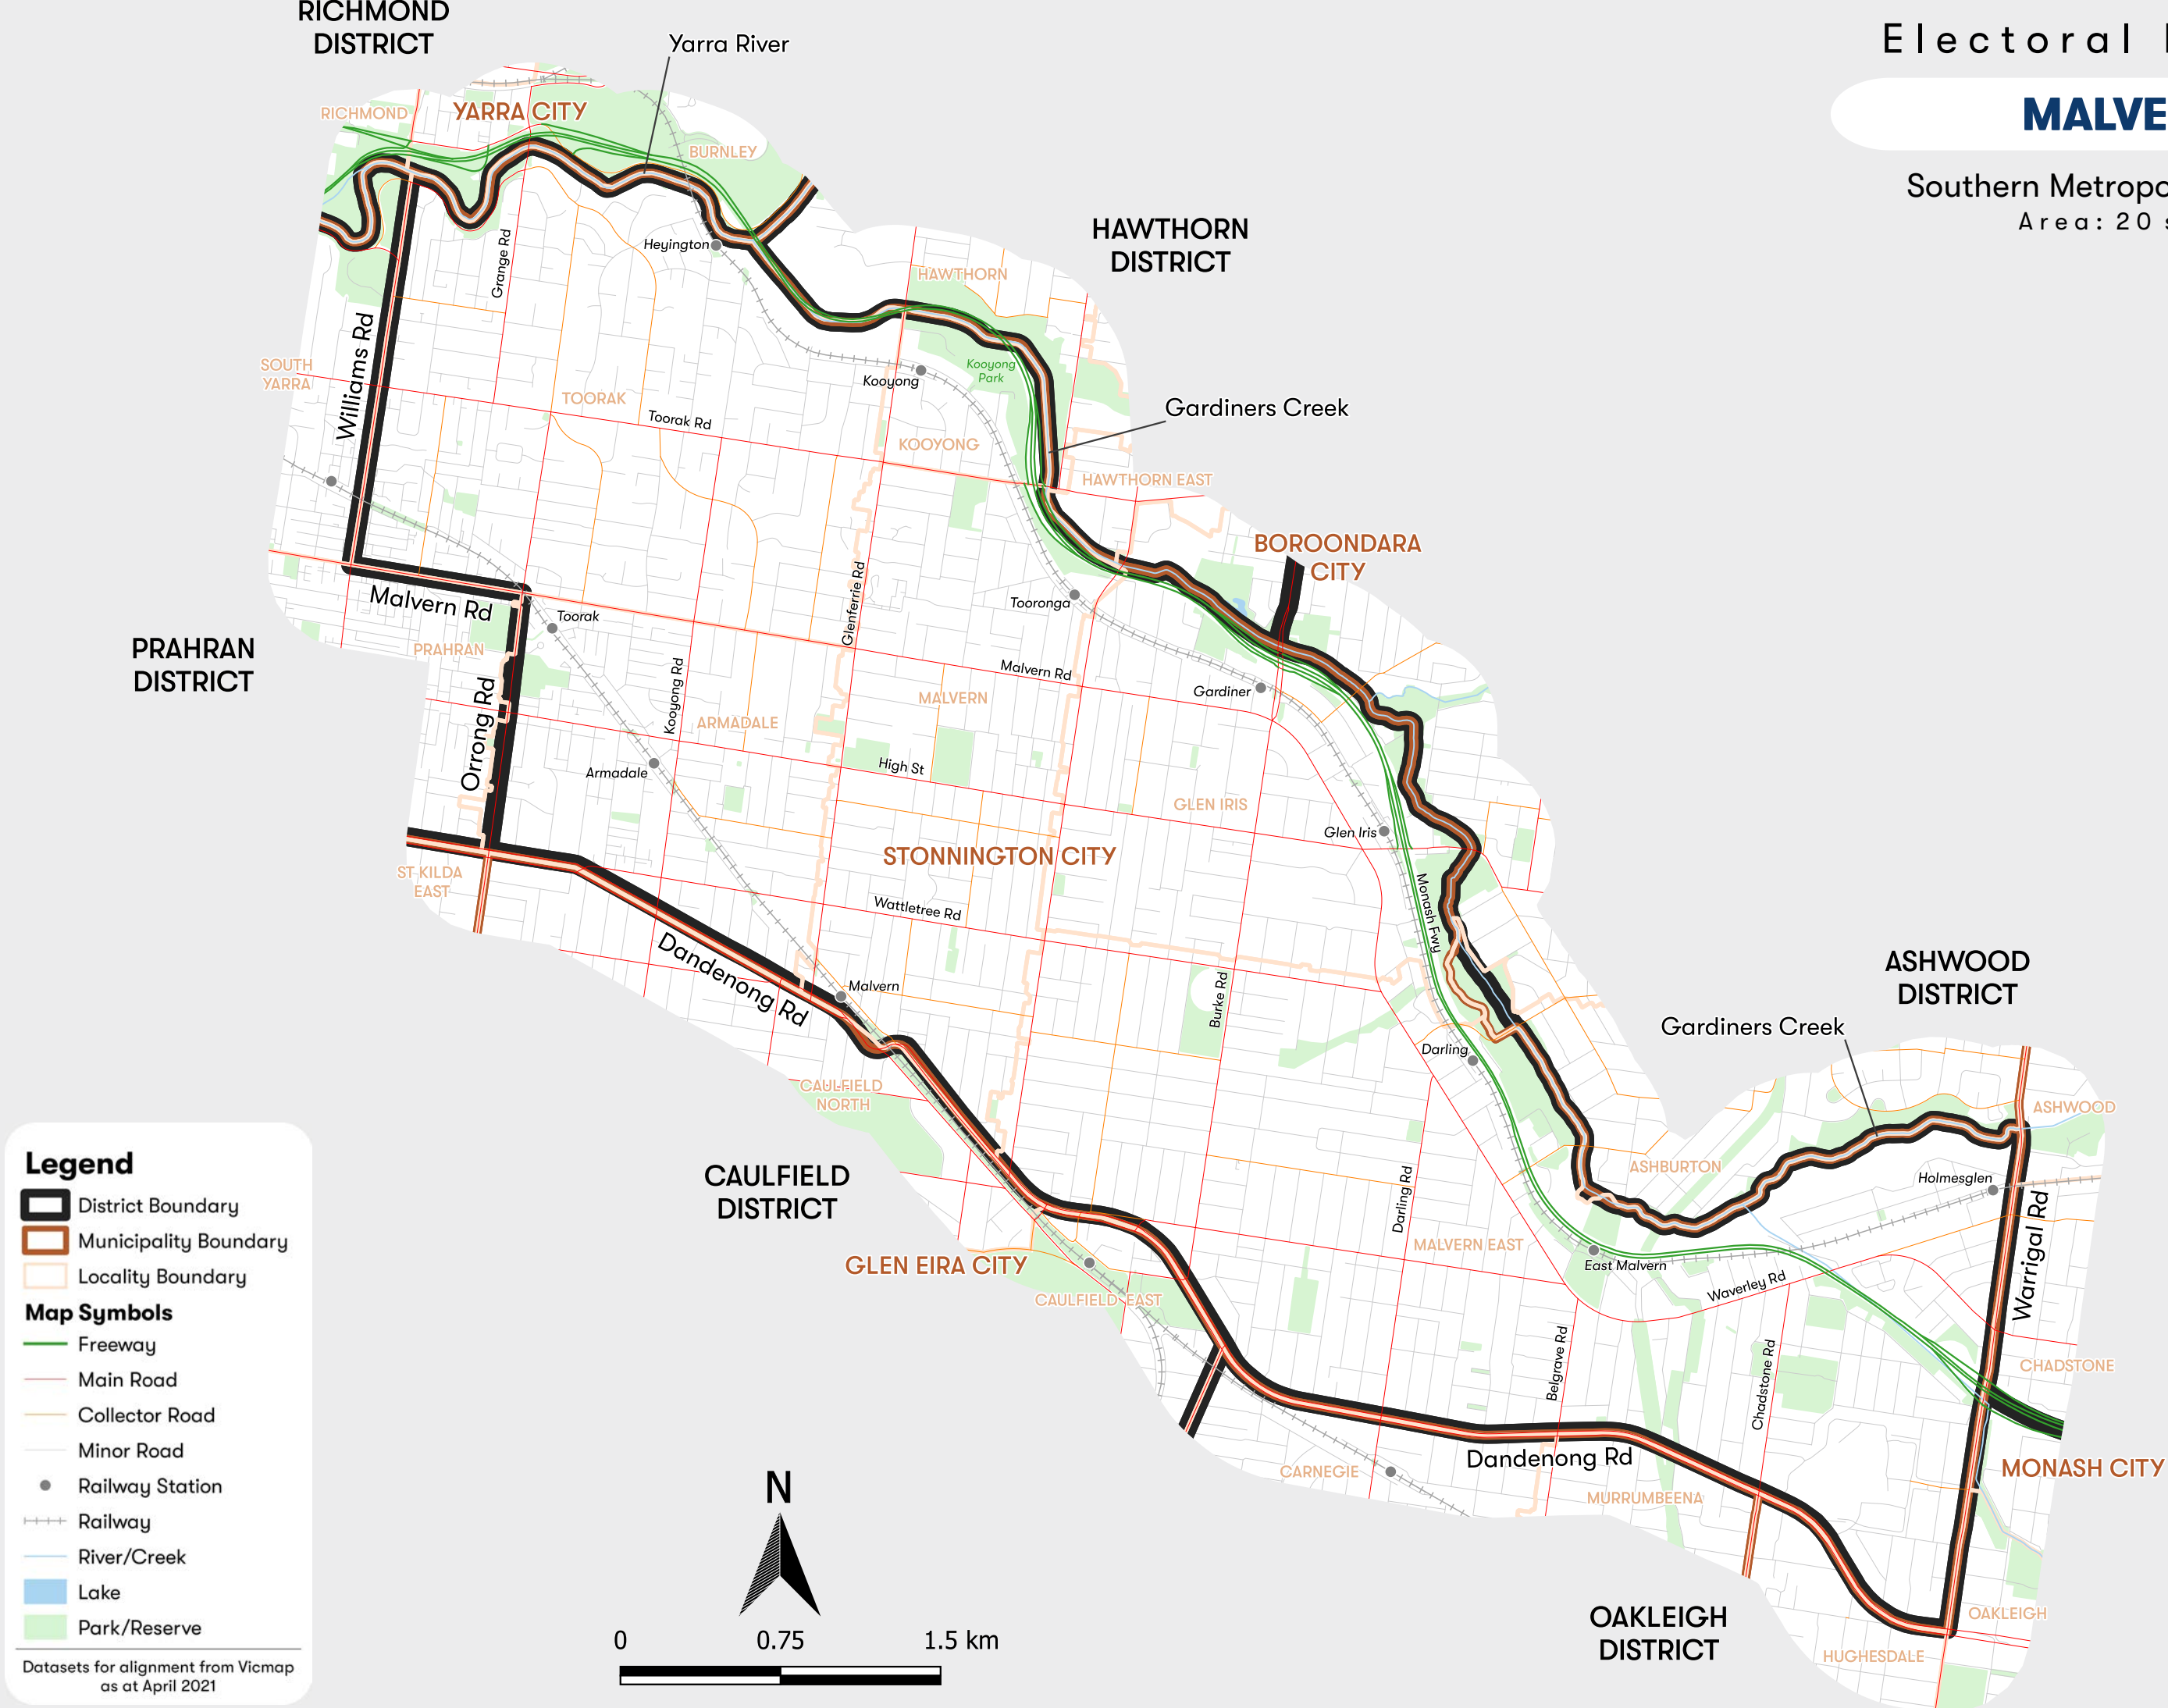 RICHMOND
DISTRICT
Yarra River
Electoral
MALVE
Southern Metropo
Area: 20 s
RICHMOND
YARRA CITY
BURNLEY
HAWTHORN
DISTRICT
Heyington
Grange Rd
HAWTHORN
Williams Rd
SOUTH
YARRA
TOORAK
Toorak Rd
Kooyong
Kooyong
Park
KOOYONG
Gardiners Creek
HAWTHORN EAST
BOROONDARA
CITY
Malvern Rd
Toorak
Glenferrie Rd
Tooronga
PRAHRAN
DISTRICT
PRAHRAN
Orrong Rd
Kooyong Rd
Malvern Rd
Gardiner
MALVERN
ARMADALE
Armadale
High St
GLEN IRIS
Glen Iris
STONNINGTON CITY
ST KILDA
EAST
Wattletree Rd
Monash Fwy
Dandenong Rd
Malvern
Burke Rd
ASHWOOD
DISTRICT
Gardiners Creek
Darling
CAULFIELD
NORTH
ASHWOOD
ASHBURTON
Holmesglen
CAULFIELD
DISTRICT
Darling Rd
Warrigal Rd
GLEN EIRA CITY
MALVERN EAST
East Malvern
Waverley Rd
CAULFIELD EAST
Belgrave Rd
Chadstone Rd
CHADSTONE
Dandenong Rd
CARNEGIE
MURRUMBEENA
MONASH CITY
OAKLEIGH
DISTRICT
OAKLEIGH
HUGHESDALE
Legend
District Boundary
Municipality Boundary
Locality Boundary
Map Symbols
Freeway
Main Road
Collector Road
Minor Road
Railway Station
Railway
River/Creek
Lake
Park/Reserve
Datasets for alignment from Vicmap
as at April 2021
N
0 0.75 1.5 km